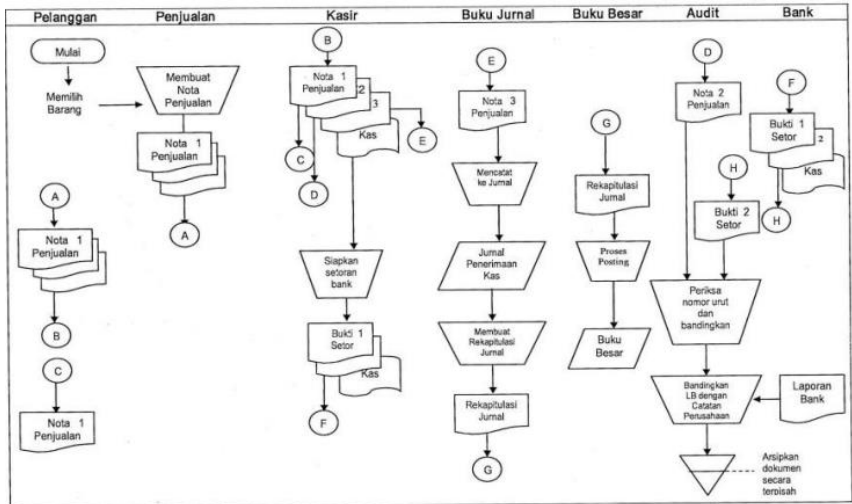 Pelanggan Penjualan Kasir Buku Jurnal Buku Besar Audit Bank
Mulai
Memilih
Barang
A
Nota 1
Penjualan
B
C
Nota 1
Penjualan
Membuat
Nota
Penjualan
Nota 1
Penjualan
A
B
Nota 1
Penjualan
2
3
Kas
C
D
E
Siapkan
setoran
bank
Bukti 1
Setor
Kas
F
E
Nota 3
Penjualan
Mencatat
ke Jurnal
Jurnal
Penerimaan
Kas
Membuat
Rekapitulasi
Jurnal
Rekapitulasi
Jurnal
G
G
Rekapitulasi
Jurnal
Proses
Posting
Buku
Besar
D
Nota 2
Penjualan
H
Bukti 2
Setor
Periksa
nomor urut
dan
bandingkan
Bandingkan
LB dengan
Catatan
Perusahaan
Arsipkan
dokumen
secara
terpisah
F
Bukti 1
Setor
2
Kas
H
Laporan
Bank